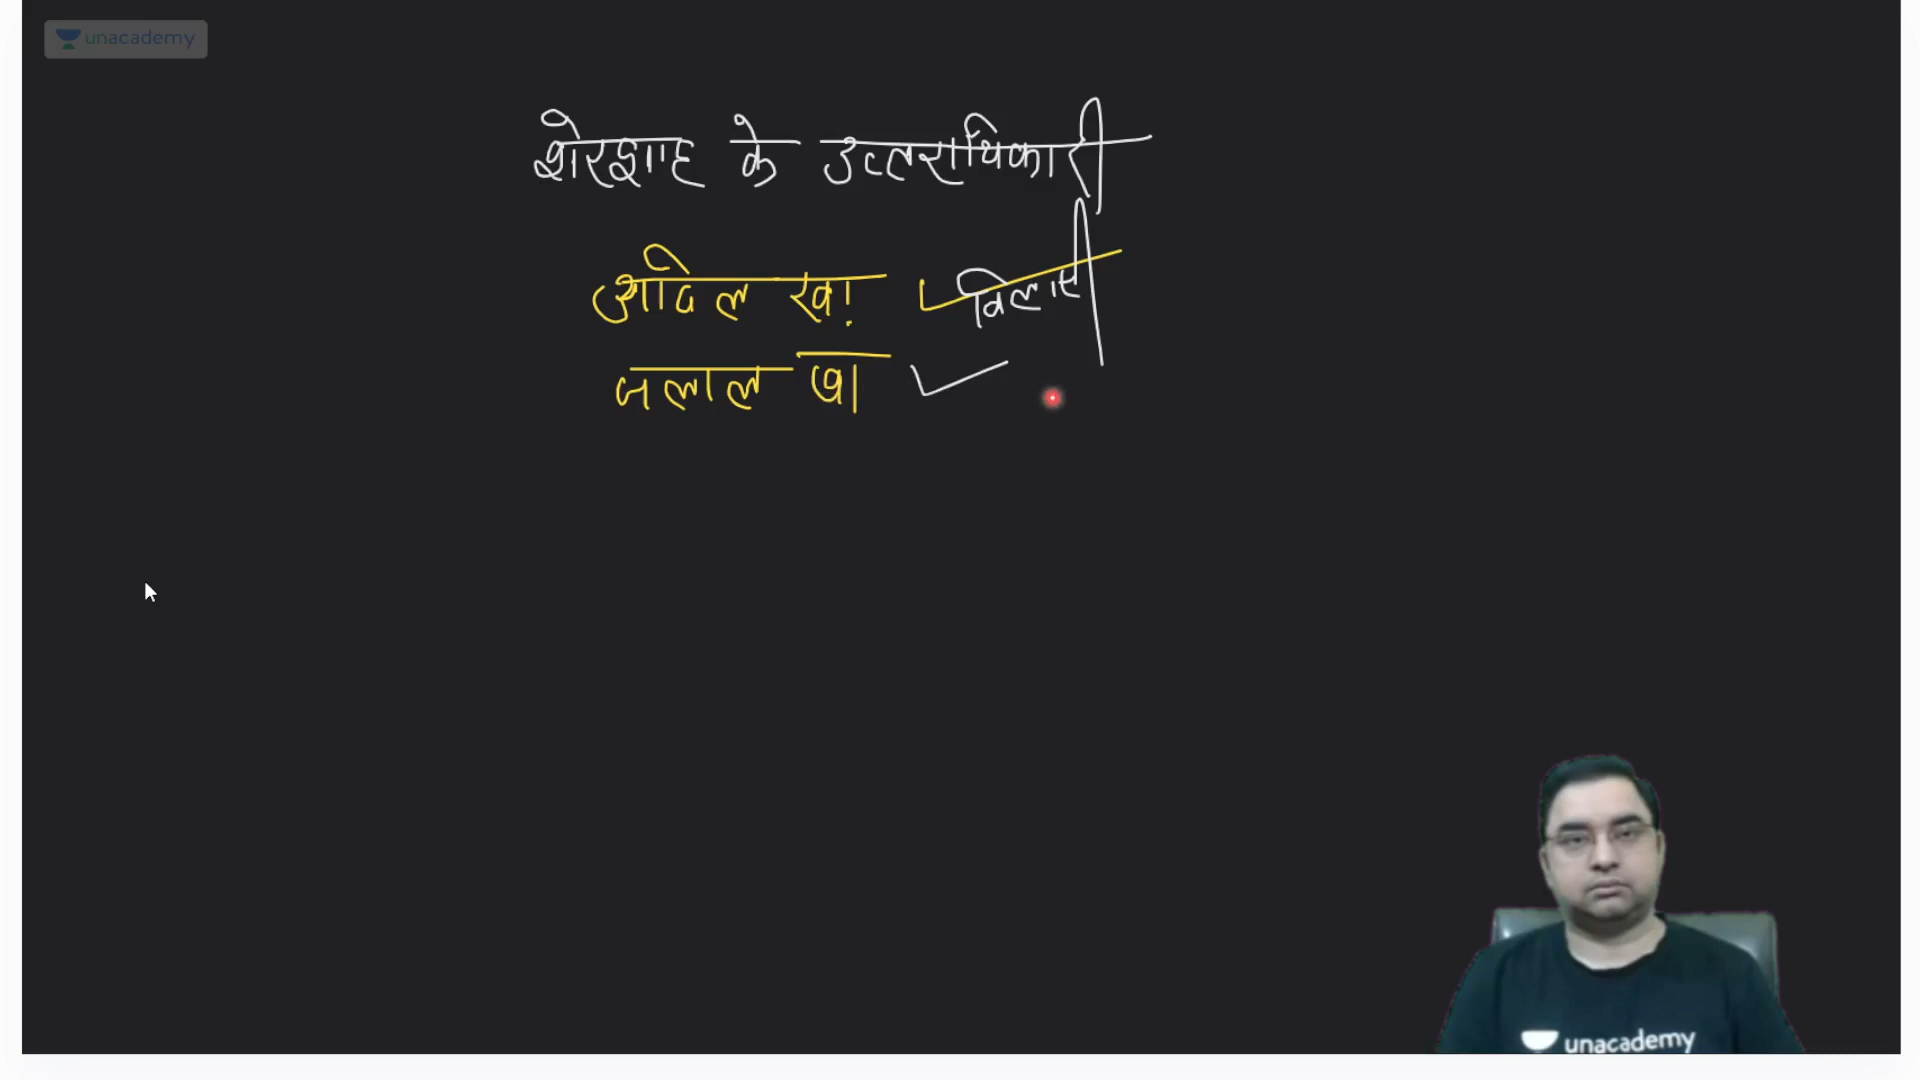 unacademy
शेरशाह के उत्तराधिकारी
आदिल खां विलासी
जलाल खा
unacademy